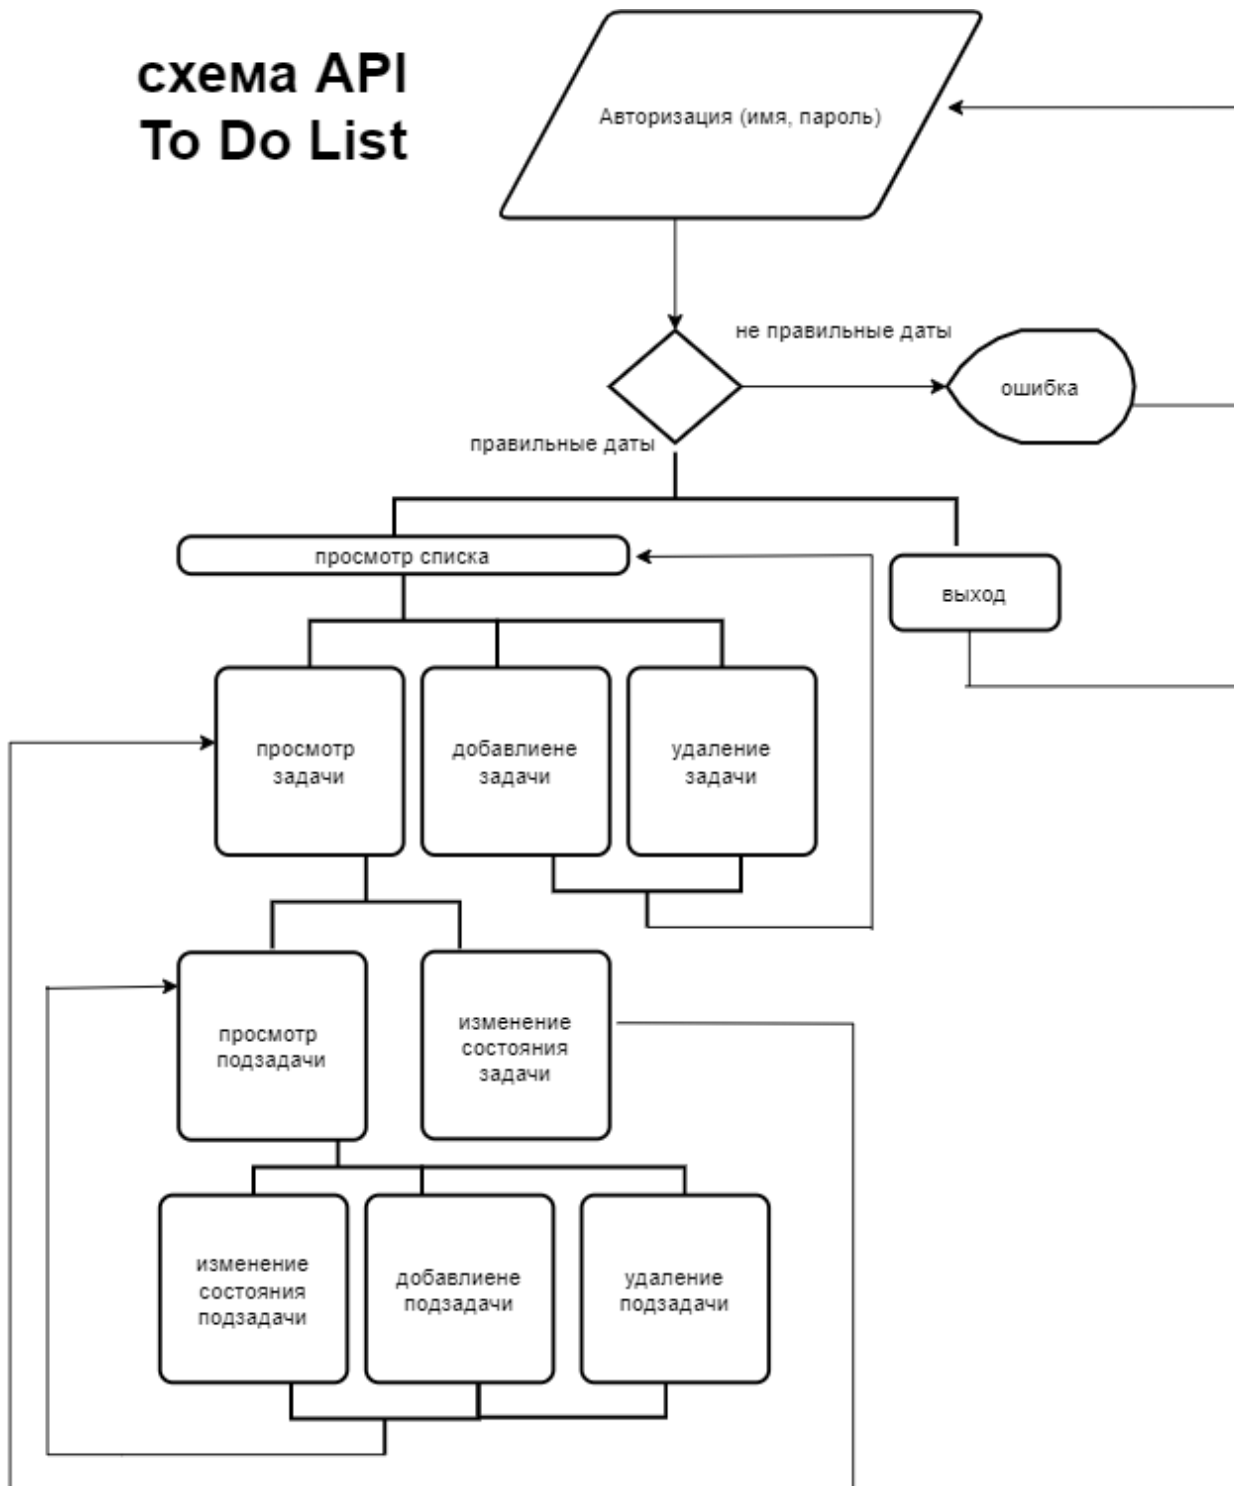 схема API
To Do List
Авторизация (имя, пароль)
не правильные даты
ошибка
правильные даты
просмотр списка
выход
просмотр
задачи
добавлиене
задачи
удаление
задачи
просмотр
подзадачи
изменение
состояния
задачи
изменение
состояния
подзадачи
добавлиене
подзадачи
удаление
подзадачи